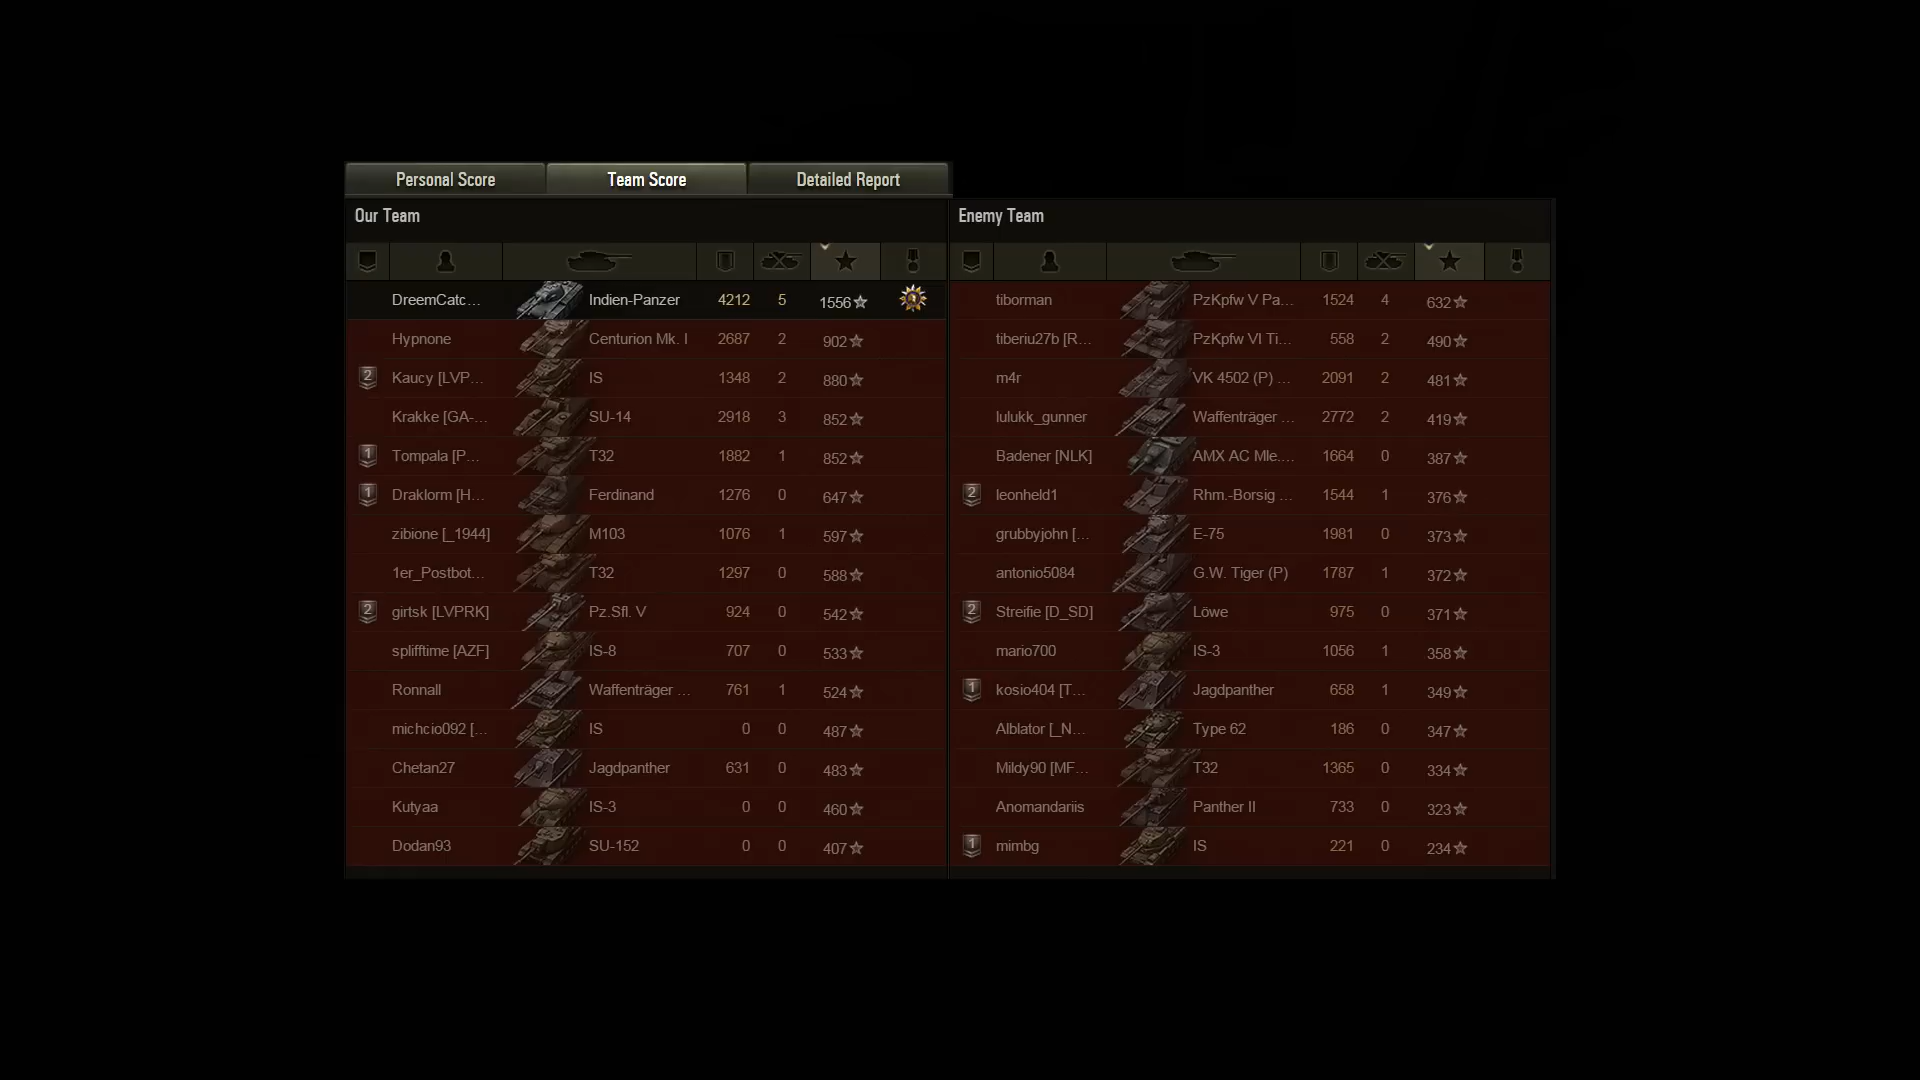 Personal Score Team Score Detailed Report
Our Team
DreemCatc... Indien-Panzer 4212 5 1556
Hypnone Centurion Mk. I 2687 2 902
2 Kaucy [LVP... IS 1348 2 880
Krakke [GA-... SU-14 2918 3 852
1 Tompala [P... T32 1882 1 852
1 Draklorm [H... Ferdinand 1276 0 647
zibione [_1944] M103 1076 1 597
1er_Postbot... T32 1297 0 588
2 girtsk [LVPRK] Pz.Sfl. V 924 0 542
splifftime [AZF] IS-8 707 0 533
Ronnall Waffenträger ... 761 1 524
michcio092 [... IS 0 0 487
Chetan27 Jagdpanther 631 0 483
Kutyaa IS-3 0 0 460
Dodan93 SU-152 0 0 407
Enemy Team
tiborman PzKpfw V Pa... 1524 4 632
tiberiu27b [R... PzKpfw VI Ti... 558 2 490
m4r VK 4502 (P) ... 2091 2 481
lulukk_gunner Waffenträger ... 2772 2 419
Badener [NLK] AMX AC Mle.... 1664 0 387
2 leonheld1 Rhm.-Borsig ... 1544 1 376
grubbyjohn [... E-75 1981 0 373
antonio5084 G.W. Tiger (P) 1787 1 372
2 Streifie [D_SD] Löwe 975 0 371
mario700 IS-3 1056 1 358
1 kosio404 [T... Jagdpanther 658 1 349
Alblator [_N... Type 62 186 0 347
Mildy90 [MF... T32 1365 0 334
Anomandariis Panther II 733 0 323
1 mimbg IS 221 0 234